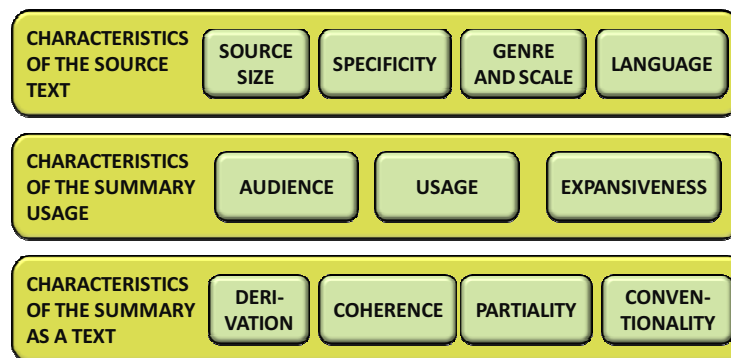 CHARACTERISTICS
OF THE SOURCE
TEXT
SOURCE
SIZE
SPECIFICITY
GENRE
AND SCALE
LANGUAGE
CHARACTERISTICS
OF THE SUMMARY
USAGE
AUDIENCE
USAGE
EXPANSIVENESS
CHARACTERISTICS
OF THE SUMMARY
AS A TEXT
DERI-
VATION
COHERENCE
PARTIALITY
CONVEN-
TIONALITY